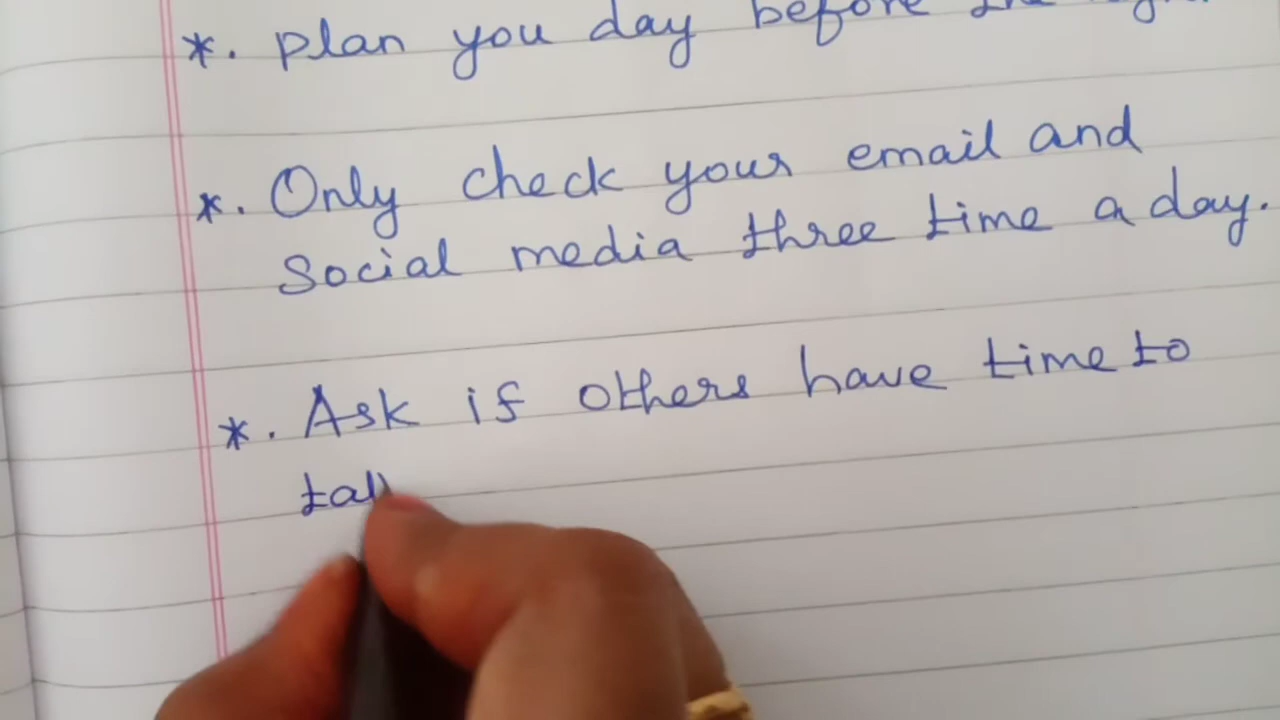 *. plan you day before the
*. Only check your email and
Social media three time a day.
*. Ask if others have time to